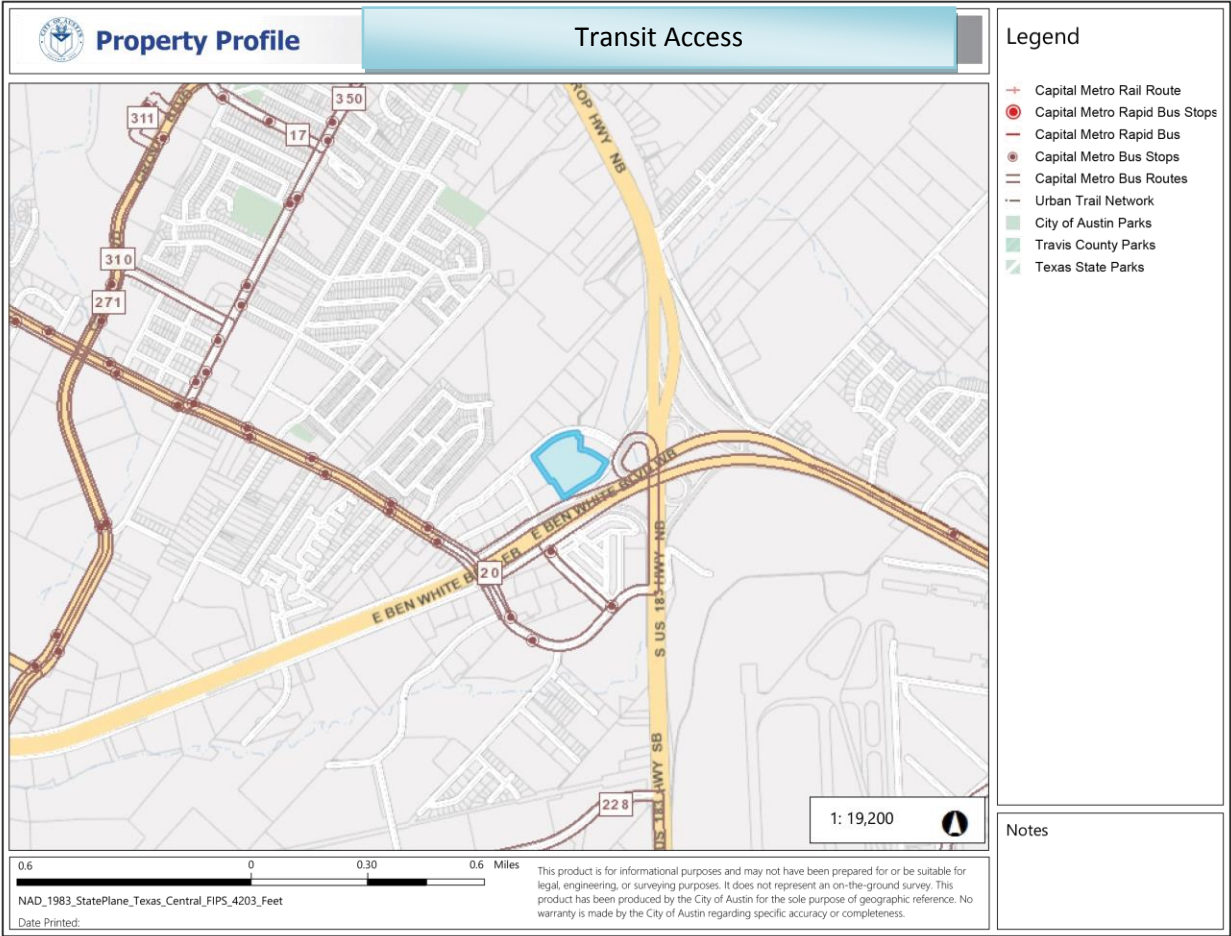 CITY OF AUSTIN
Property Profile
Transit Access
Legend
Capital Metro Rail Route
Capital Metro Rapid Bus Stops
Capital Metro Rapid Bus
Capital Metro Bus Stops
Capital Metro Bus Routes
Urban Trail Network
City of Austin Parks
Travis County Parks
Texas State Parks
350
311
17
ROP HWY NB
310
271
E BEN WHITE BLVD WB
20
E BEN WHITE B
EB
S US 183 HWY NB
US 183 HWY SB
228
1: 19,200
Notes
0.6 0 0.30 0.6 Miles
NAD_1983_StatePlane_Texas_Central_FIPS_4203_Feet
Date Printed:
This product is for informational purposes and may not have been prepared for or be suitable for
legal, engineering, or surveying purposes. It does not represent an on-the-ground survey. This
product has been produced by the City of Austin for the sole purpose of geographic reference. No
warranty is made by the City of Austin regarding specific accuracy or completeness.